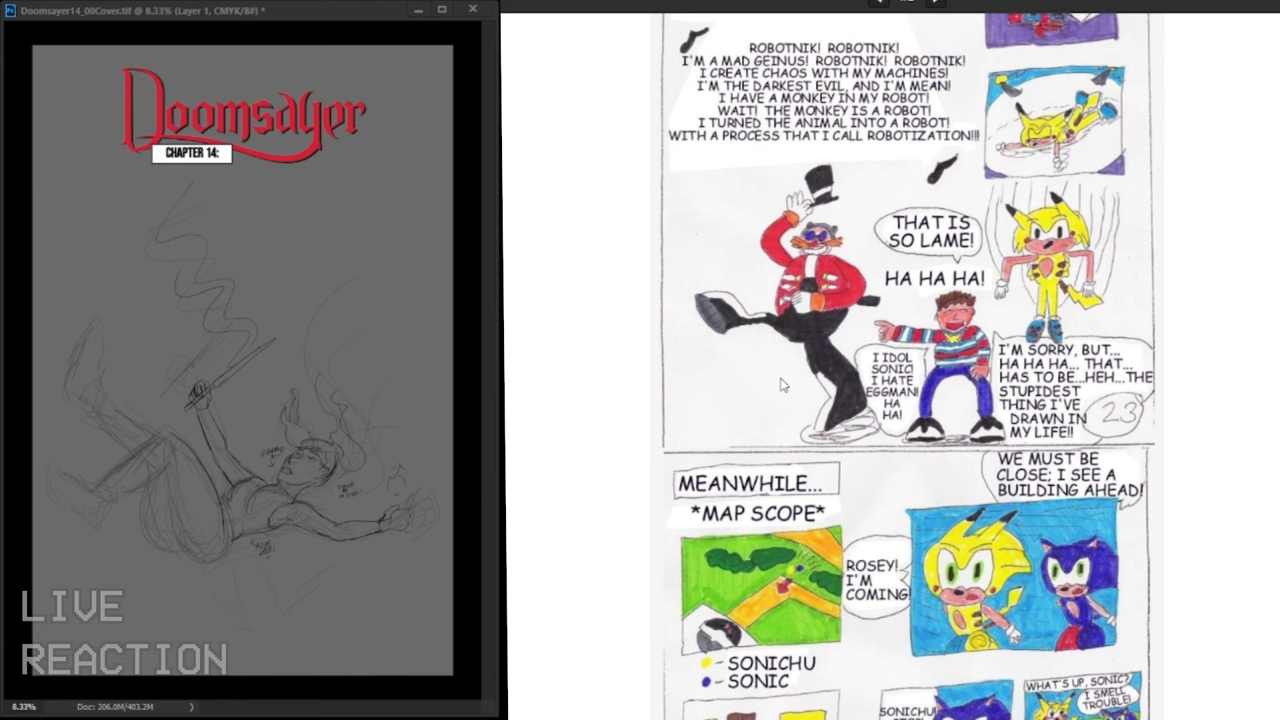 Doomsayer14_00Cover.tif @ 8.33% (Layer 1, CMYK/8#) *
Doomsayer
CHAPTER 14:
LIVE
REACTION
8.33%
Doc: 206.0M/403.2M
ROBOTNIK! ROBOTNIK!
I'M A MAD GEINUS! ROBOTNIK! ROBOTNIK!
I CREATE CHAOS WITH MY MACHINES!
I'M THE DARKEST EVIL, AND I'M MEAN!
I HAVE A MONKEY IN MY ROBOT!
WAIT! THE MONKEY IS A ROBOT!
I TURNED THE ANIMAL INTO A ROBOT!
WITH A PROCESS THAT I CALL ROBOTIZATION!!!
THAT IS
SO LAME!
HA HA HA!
I IDOL
SONIC!
I HATE
EGGMAN!
HA
HA!
I'M SORRY, BUT...
HA HA HA... THAT...
HAS TO BE...HEH...THE
STUPIDEST
THING I'VE
DRAWN IN
MY LIFE!!
23
MEANWHILE...
*MAP SCOPE*
WE MUST BE
CLOSE; I SEE A
BUILDING AHEAD!
ROSEY!
I'M
COMING!
- SONICHU
- SONIC
SONICHU
WHAT'S UP, SONIC?
I SMELL
TROUBLE!